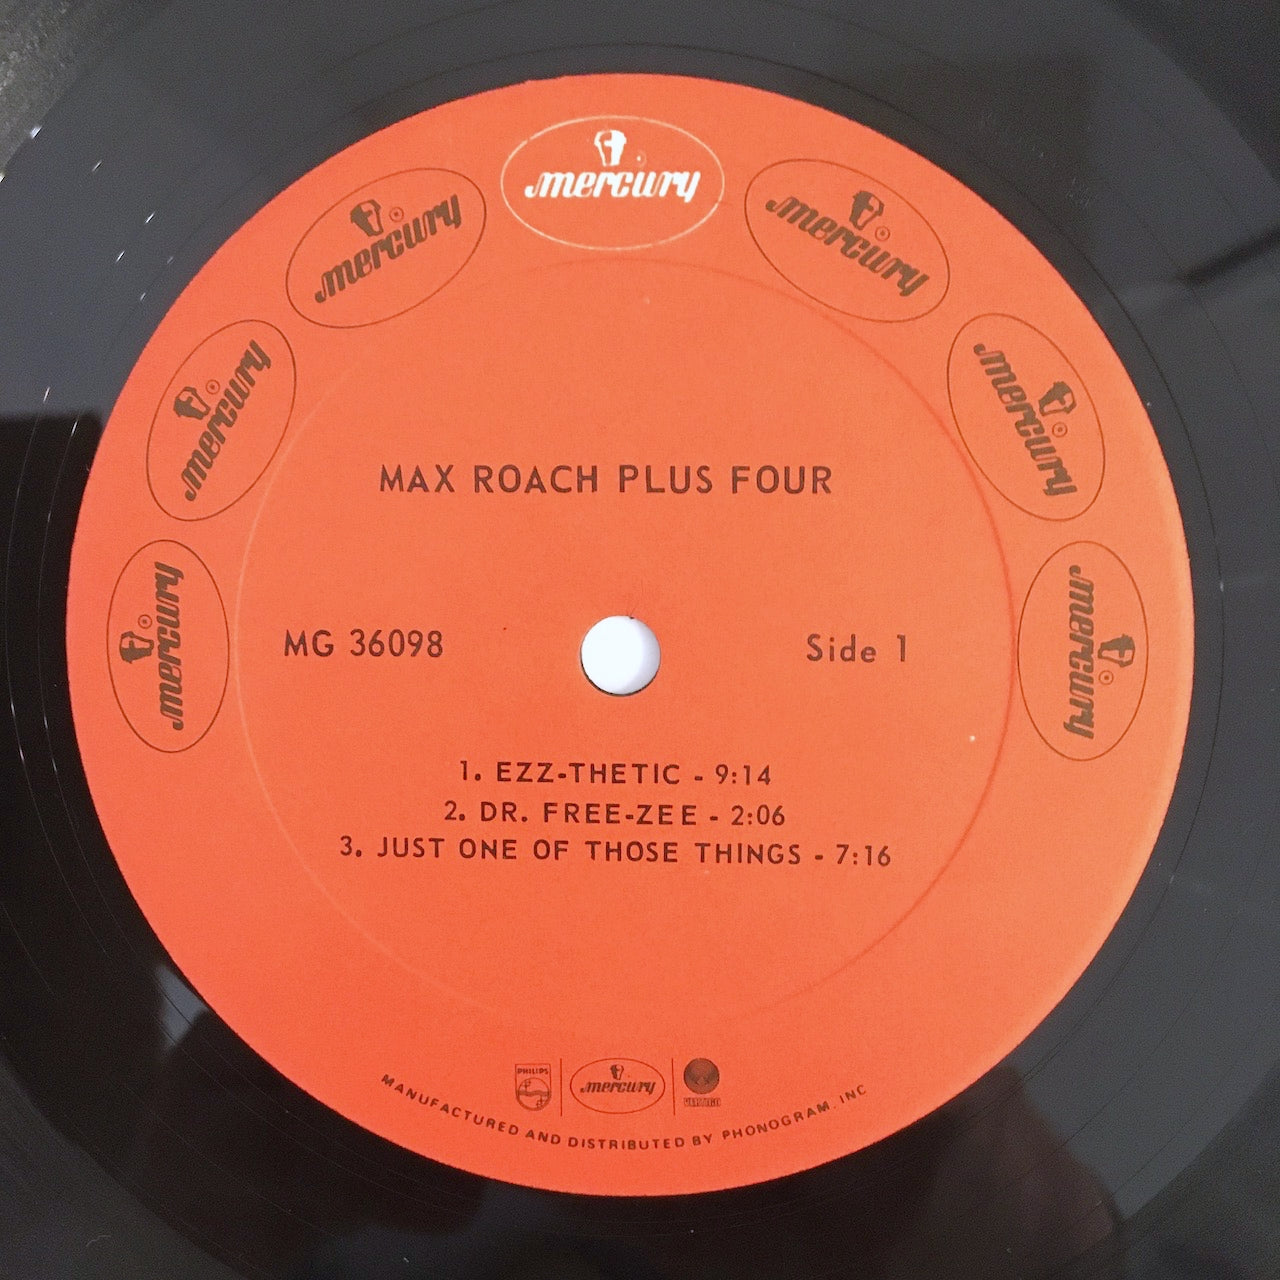 mercury
mercury
mercury
mercury
mercury
mercury
mercury
MAX ROACH PLUS FOUR
MG 36098
Side 1
1. EZZ-THETIC - 9:14
2. DR. FREE-ZEE - 2:06
3. JUST ONE OF THOSE THINGS - 7:16
PHILIPS
mercury
VERTIGO
MANUFACTURED AND DISTRIBUTED BY PHONOGRAM, INC